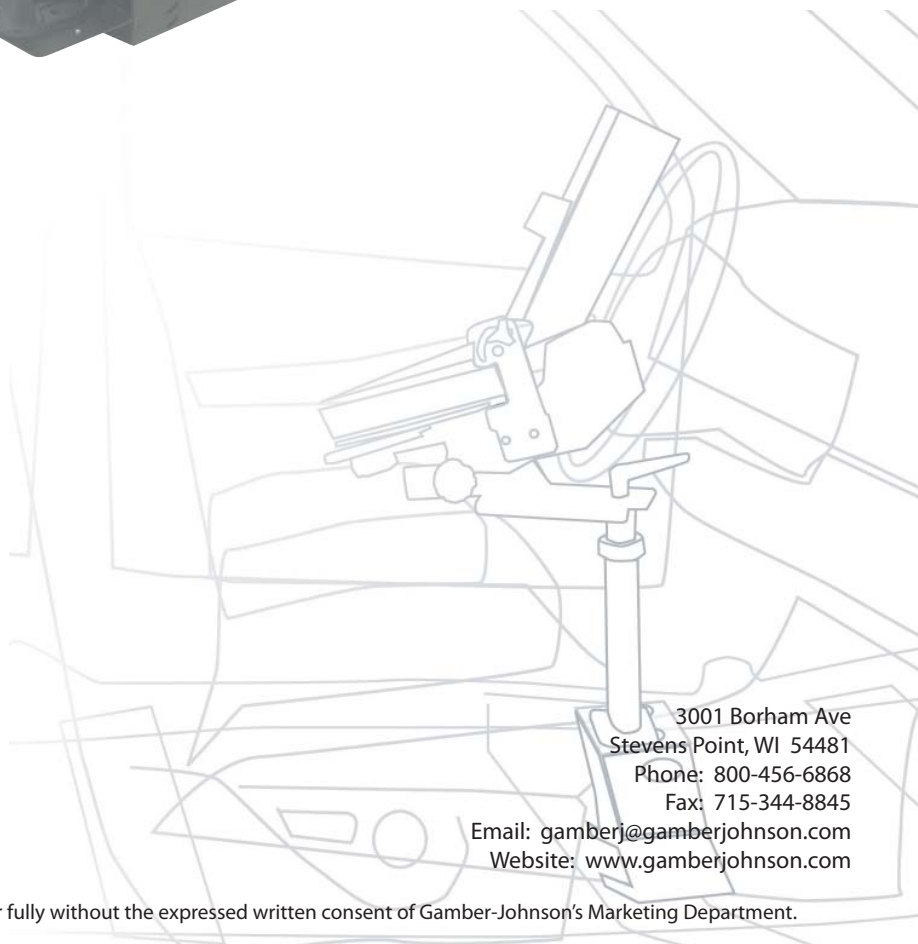 3001 Borham Ave
Stevens Point, WI  54481
Phone:  800-456-6868
Fax:  715-344-8845
Email:  gamberj@gamberjohnson.com
Website:  www.gamberjohnson.com
fully without the expressed written consent of Gamber-Johnson's Marketing Department.